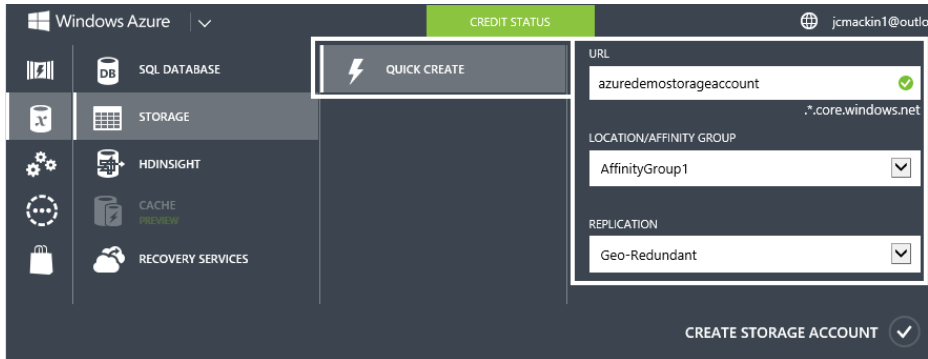 Windows Azure
CREDIT STATUS
jcmackin1@outlo
SQL DATABASE
STORAGE
HDINSIGHT
CACHE
PREVIEW
RECOVERY SERVICES
QUICK CREATE
URL
azuredemostorageaccount
.*.core.windows.net
LOCATION/AFFINITY GROUP
AffinityGroup1
REPLICATION
Geo-Redundant
CREATE STORAGE ACCOUNT